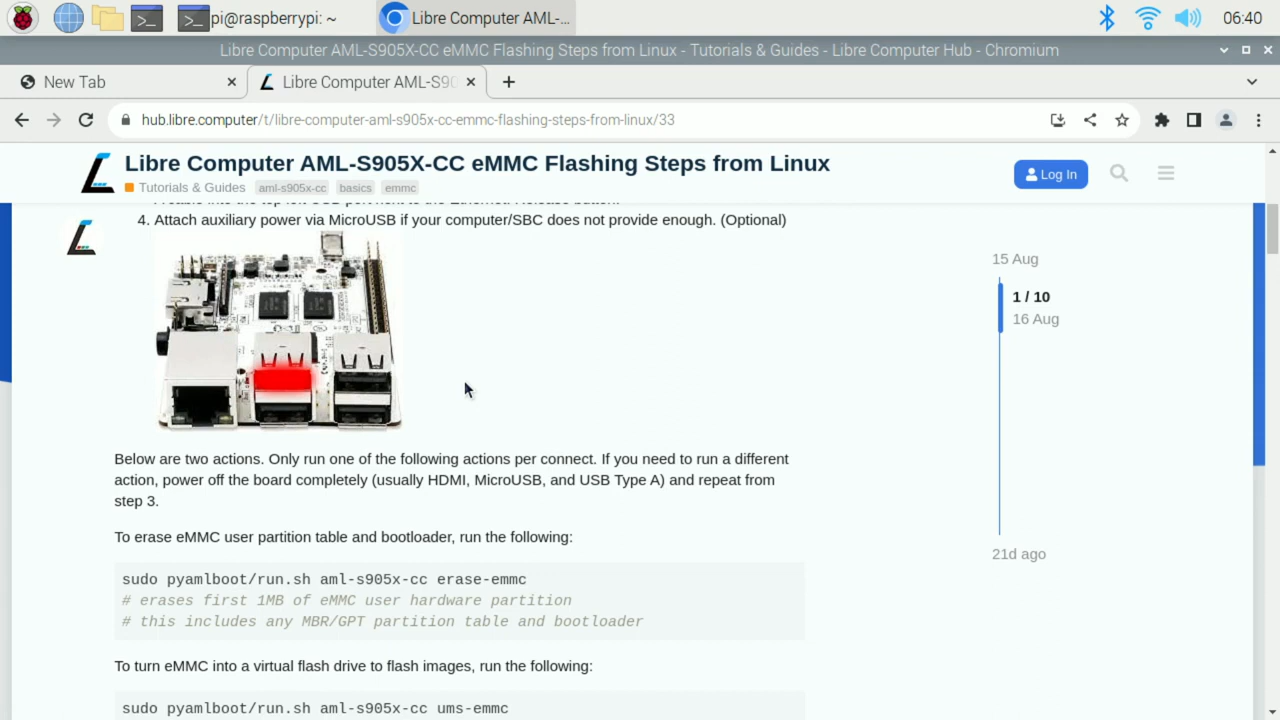 pi@raspberrypi: ~
Libre Computer AML-...
06:40
Libre Computer AML-S905X-CC eMMC Flashing Steps from Linux - Tutorials & Guides - Libre Computer Hub - Chromium
New Tab
Libre Computer AML-S90
hub.libre.computer/t/libre-computer-aml-s905x-cc-emmc-flashing-steps-from-linux/33
Libre Computer AML-S905X-CC eMMC Flashing Steps from Linux
Tutorials & Guides
aml-s905x-cc
basics
emmc
Log In
4. Attach auxiliary power via MicroUSB if your computer/SBC does not provide enough. (Optional)
15 Aug
1 / 10
16 Aug
21d ago
Below are two actions. Only run one of the following actions per connect. If you need to run a different
action, power off the board completely (usually HDMI, MicroUSB, and USB Type A) and repeat from
step 3.
To erase eMMC user partition table and bootloader, run the following:
sudo pyamlboot/run.sh aml-s905x-cc erase-emmc
# erases first 1MB of eMMC user hardware partition
# this includes any MBR/GPT partition table and bootloader
To turn eMMC into a virtual flash drive to flash images, run the following:
sudo pyamlboot/run.sh aml-s905x-cc ums-emmc